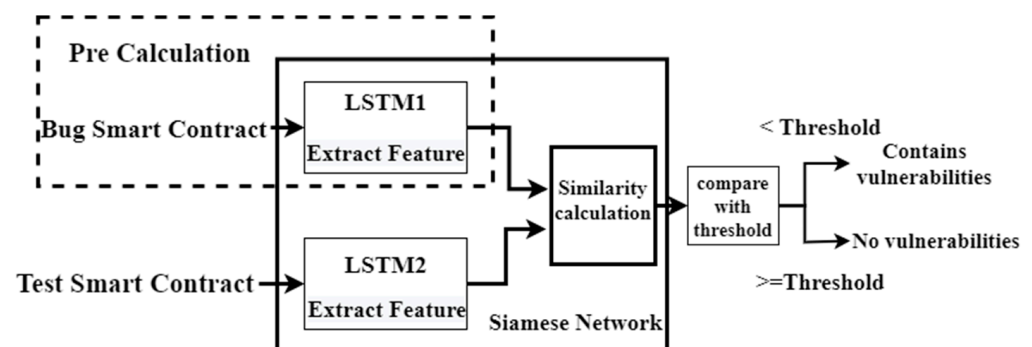 Pre Calculation
LSTM1
Bug Smart Contract
Extract Feature
Similarity
calculation
compare
with
threshold
< Threshold
Contains
vulnerabilities
No vulnerabilities
>=Threshold
LSTM2
Test Smart Contract
Extract Feature
Siamese Network